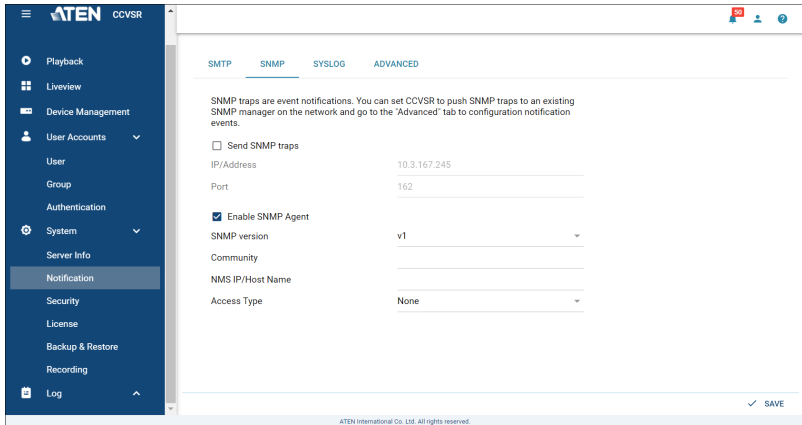 ATEN CCVSR
50
Playback
Liveview
Device Management
User Accounts
User
Group
Authentication
System
Server Info
Notification
Security
License
Backup & Restore
Recording
Log
SMTP SNMP SYSLOG ADVANCED
SNMP traps are event notifications. You can set CCVSR to push SNMP traps to an existing
SNMP manager on the network and go to the "Advanced" tab to configuration notification
events.
Send SNMP traps
IP/Address 10.3.167.245
Port 162
Enable SNMP Agent
SNMP version v1
Community
NMS IP/Host Name
Access Type None
SAVE
ATEN International Co. Ltd. All rights reserved.